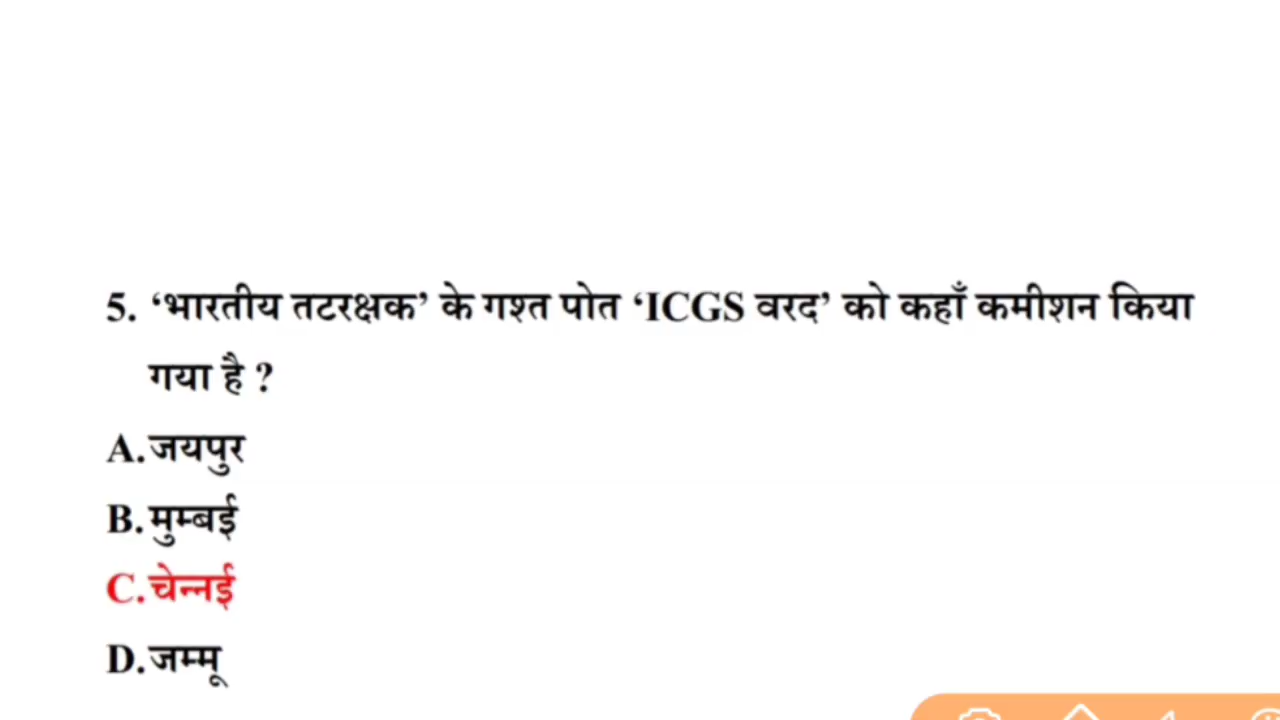 5. ‘भारतीय तटरक्षक’ के गश्त पोत ‘ICGS वरद’ को कहाँ कमीशन किया
गया है ?
A. जयपुर
B. मुम्बई
C. चेन्नई
D. जम्मू